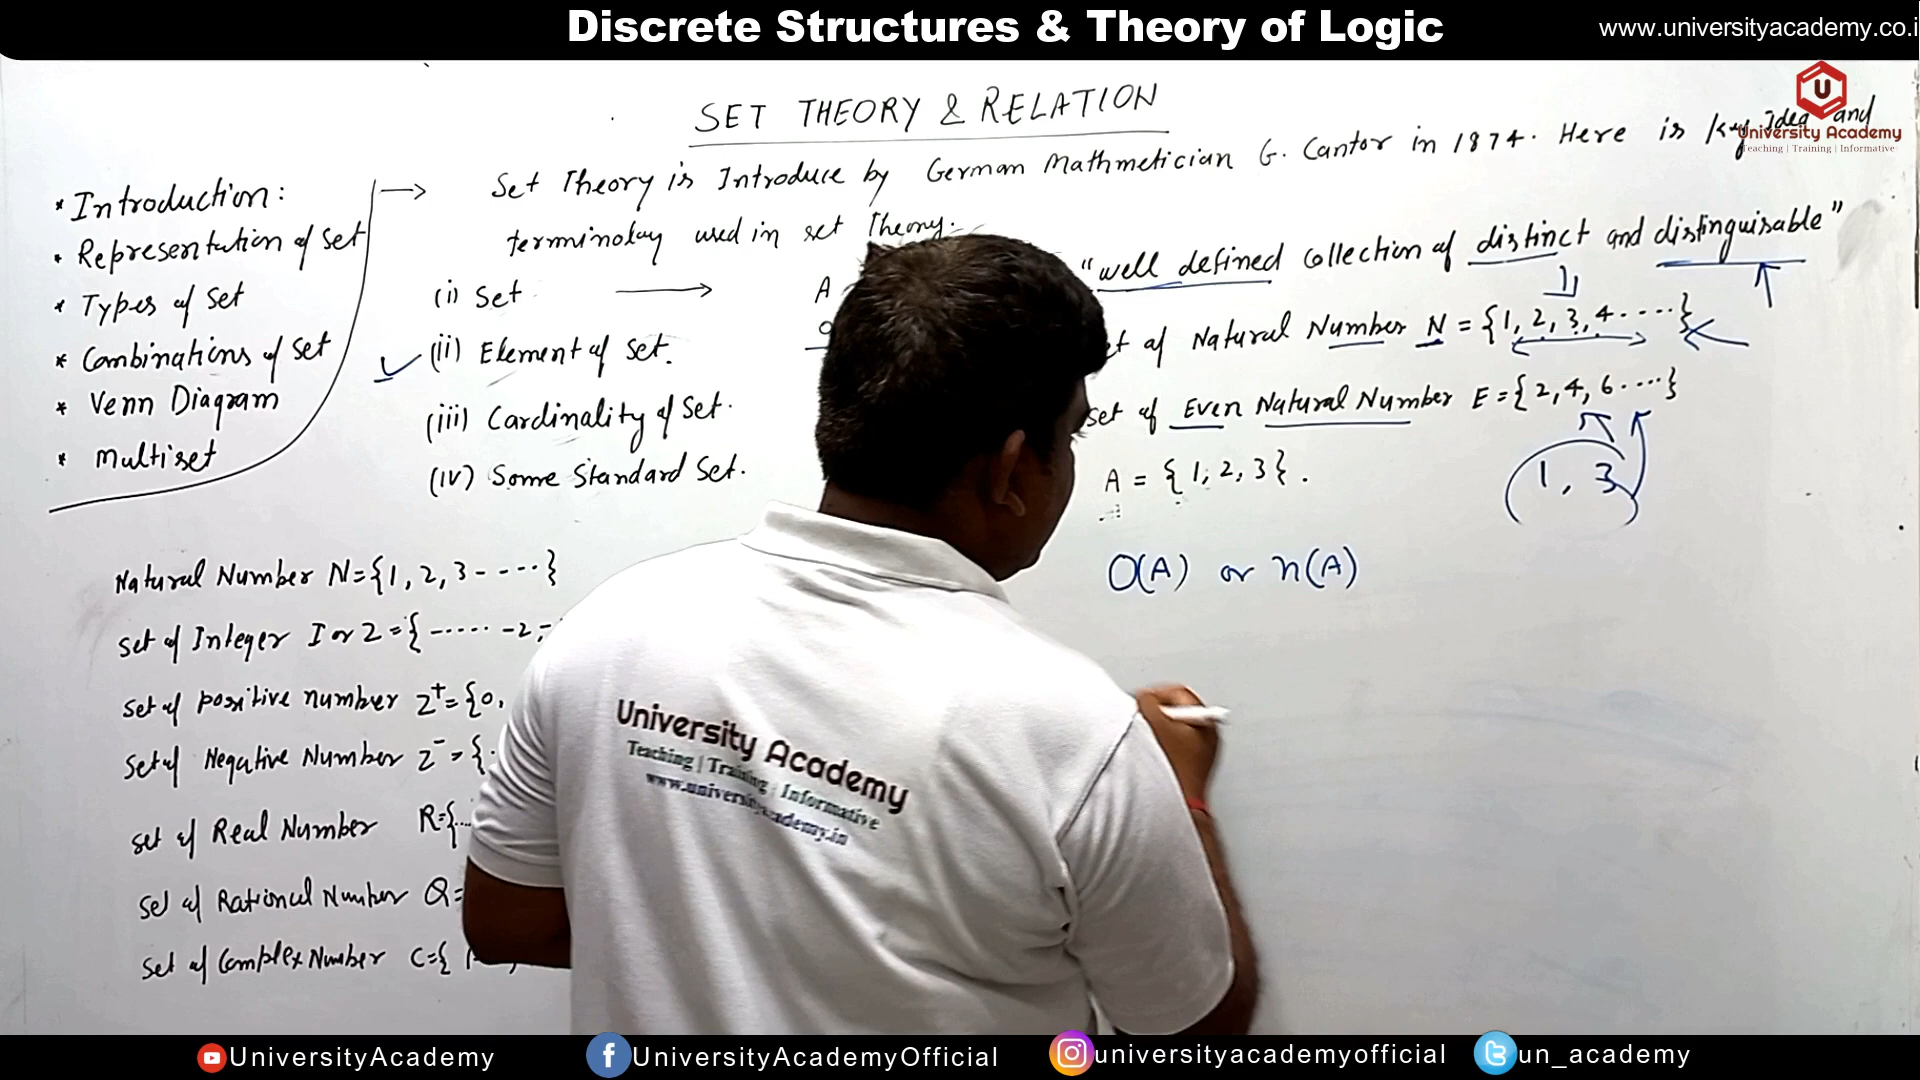 Discrete Structures & Theory of Logic
www.universityacademy.co.i
SET THEORY & RELATION
University Academy
Teaching | Training | Informative
* Introduction:
* Representation of set
* Types of set
* Combinations of set
* Venn Diagram
* Multiset
Set Theory is Introduce by German Mathmetician G. Cantor in 1874. Here is Key Idea and
used in set Theory.
(i) Set → A
"well defined collection of distinct and distinguisable"
(ii) Element of Set.
et of Natural Number N = {1, 2, 3, 4 .....}
(iii) Cardinality of Set.
set of Even Natural Number E = {2, 4, 6 ....}
(iv) Some Standard Set.
A = {1, 2, 3}.
1, 3
O(A) or n(A)
Natural Number N={1, 2, 3 - ....}
set of Integer I or Z = {...... -2, -
set of positive number Z+ = {0,
set of Negative Number Z- = {.
set of Real Number R={...
set of Rational Number Q=
set of Complex Number C={
University Academy
Teaching | Training | Informative
www.universityacademy.in
UniversityAcademy
UniversityAcademyOfficial
universityacademyofficial
un_academy